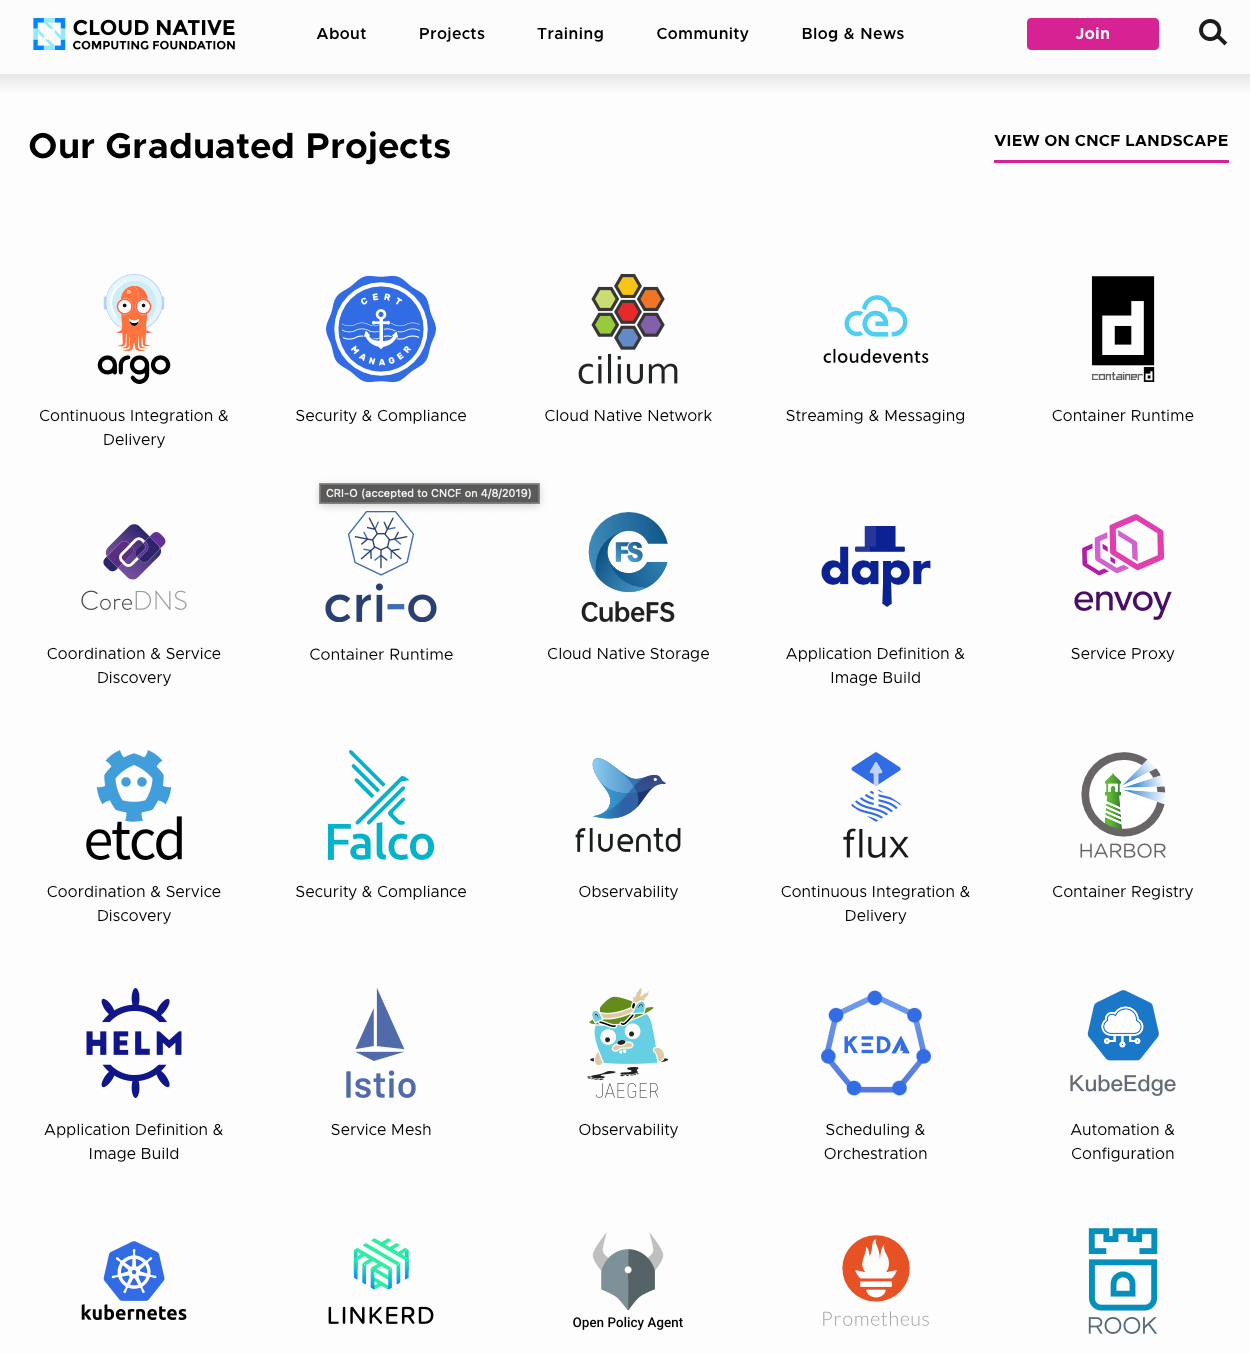 CLOUD NATIVE
COMPUTING FOUNDATION
About
Projects
Training
Community
Blog & News
Join
Our Graduated Projects
VIEW ON CNCF LANDSCAPE
argo
CERT
MANAGER
cilium
cloudevents
d
containerd
Continuous Integration &
Delivery
Security & Compliance
Cloud Native Network
Streaming & Messaging
Container Runtime
CRI-O (accepted to CNCF on 4/8/2019)
CoreDNS
cri-o
FS
CubeFS
dapr
envoy
Coordination & Service
Discovery
Container Runtime
Cloud Native Storage
Application Definition &
Image Build
Service Proxy
etcd
Falco
fluentd
flux
HARBOR
Coordination & Service
Discovery
Security & Compliance
Observability
Continuous Integration &
Delivery
Container Registry
HELM
Istio
JAEGER
KEDA
KubeEdge
Application Definition &
Image Build
Service Mesh
Observability
Scheduling &
Orchestration
Automation &
Configuration
kubernetes
LINKERD
Open Policy Agent
Prometheus
ROOK